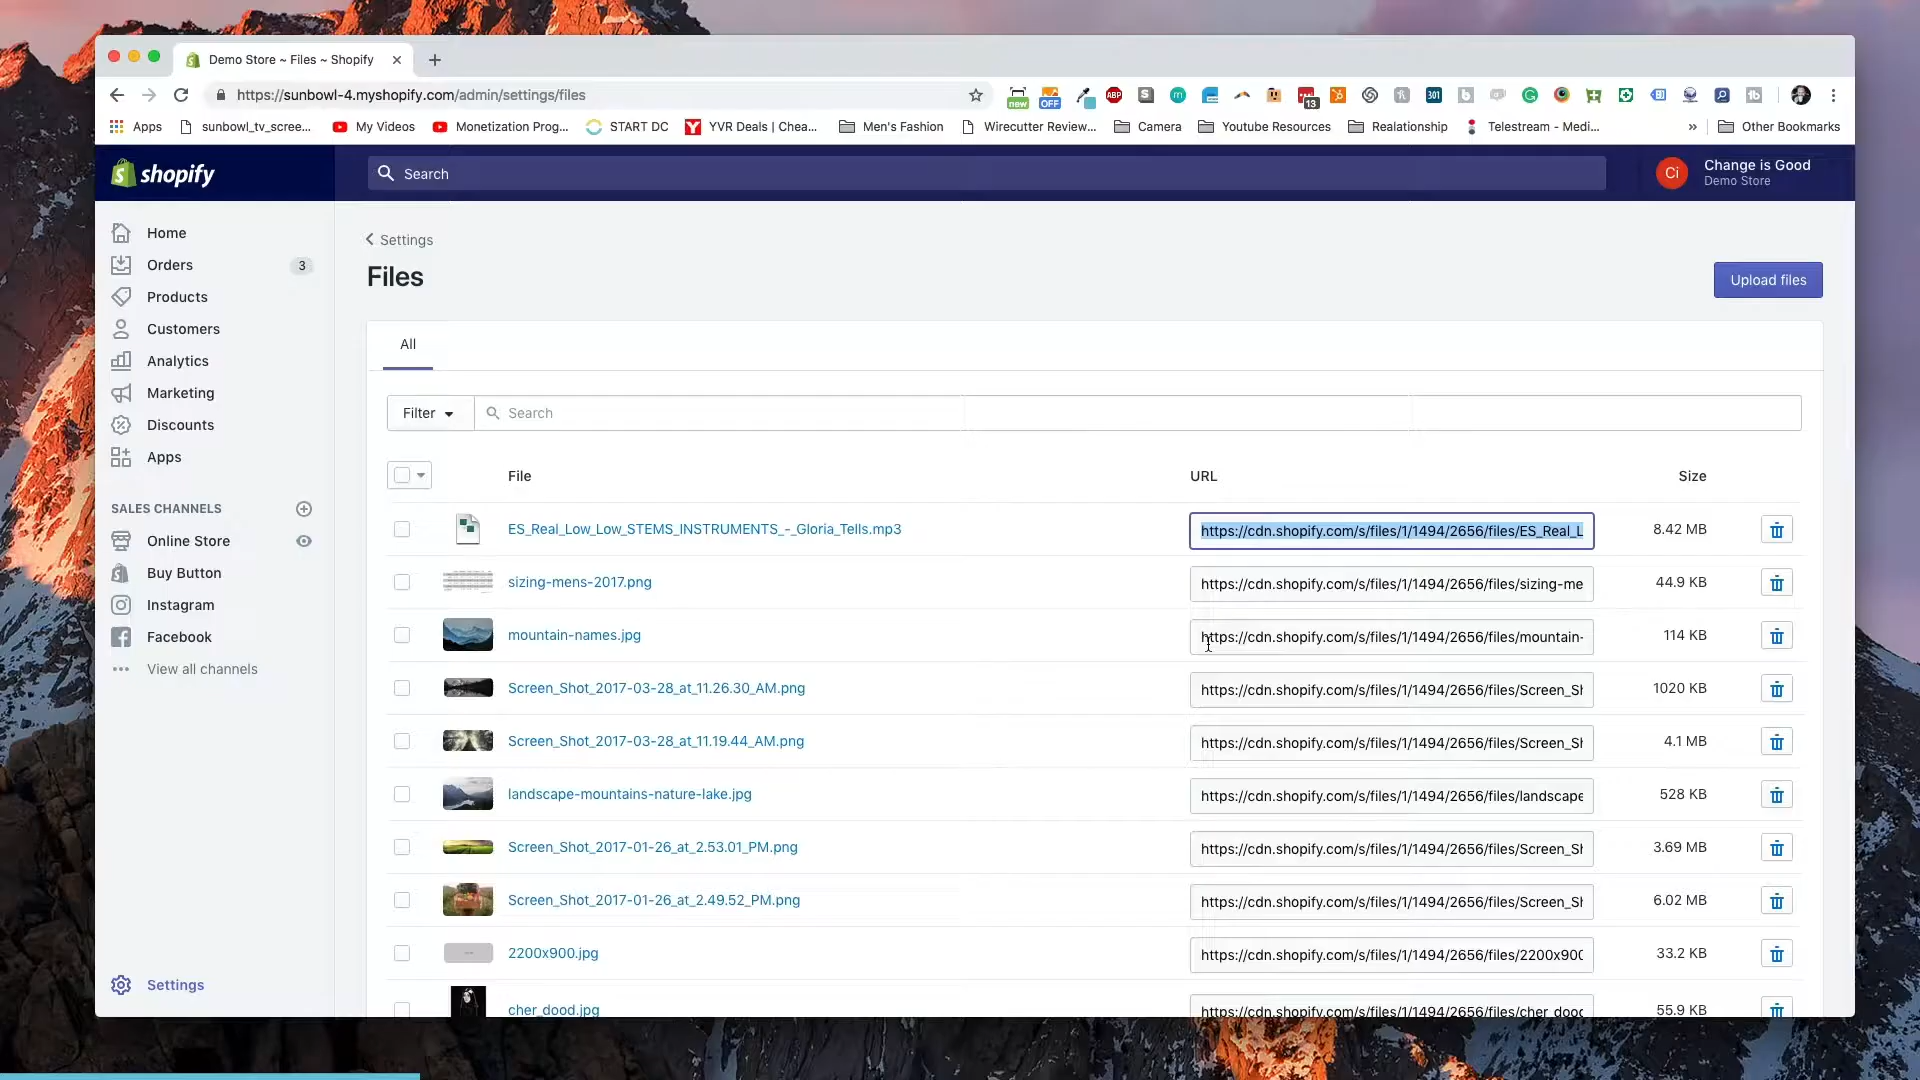 Demo Store ~ Files ~ Shopify
https://sunbowl-4.myshopify.com/admin/settings/files
new
OFF
ABP
13
301
Apps
sunbowl_tv_scree...
My Videos
Monetization Prog...
START DC
YVR Deals | Chea...
Men's Fashion
Wirecutter Review...
Camera
Youtube Resources
Realationship
Telestream - Medi...
»
Other Bookmarks
shopify
Search
Ci
Change is Good
Demo Store
Home
Orders
3
Products
Customers
Analytics
Marketing
Discounts
Apps
SALES CHANNELS
Online Store
Buy Button
Instagram
Facebook
View all channels
Settings
Settings
Files
Upload files
All
Filter
Search
File URL Size
ES_Real_Low_Low_STEMS_INSTRUMENTS_-_Gloria_Tells.mp3 https://cdn.shopify.com/s/files/1/1494/2656/files/ES_Real_L 8.42 MB
sizing-mens-2017.png https://cdn.shopify.com/s/files/1/1494/2656/files/sizing-me 44.9 KB
mountain-names.jpg https://cdn.shopify.com/s/files/1/1494/2656/files/mountain- 114 KB
Screen_Shot_2017-03-28_at_11.26.30_AM.png https://cdn.shopify.com/s/files/1/1494/2656/files/Screen_Sh 1020 KB
Screen_Shot_2017-03-28_at_11.19.44_AM.png https://cdn.shopify.com/s/files/1/1494/2656/files/Screen_Sh 4.1 MB
landscape-mountains-nature-lake.jpg https://cdn.shopify.com/s/files/1/1494/2656/files/landscape 528 KB
Screen_Shot_2017-01-26_at_2.53.01_PM.png https://cdn.shopify.com/s/files/1/1494/2656/files/Screen_Sh 3.69 MB
Screen_Shot_2017-01-26_at_2.49.52_PM.png https://cdn.shopify.com/s/files/1/1494/2656/files/Screen_Sh 6.02 MB
2200x900.jpg https://cdn.shopify.com/s/files/1/1494/2656/files/2200x900 33.2 KB
cher_dood.jpg https://cdn.shopify.com/s/files/1/1494/2656/files/cher_dood 55.9 KB